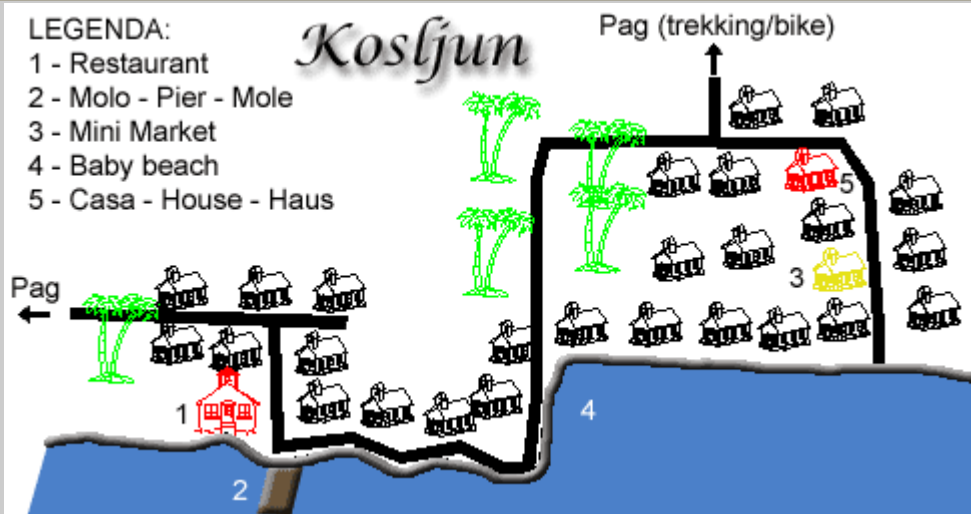 LEGENDA:
1 - Restaurant
2 - Molo - Pier - Mole
3 - Mini Market
4 - Baby beach
5 - Casa - House - Haus
Kosljun
Pag (trekking/bike)
5
3
Pag
1
4
2